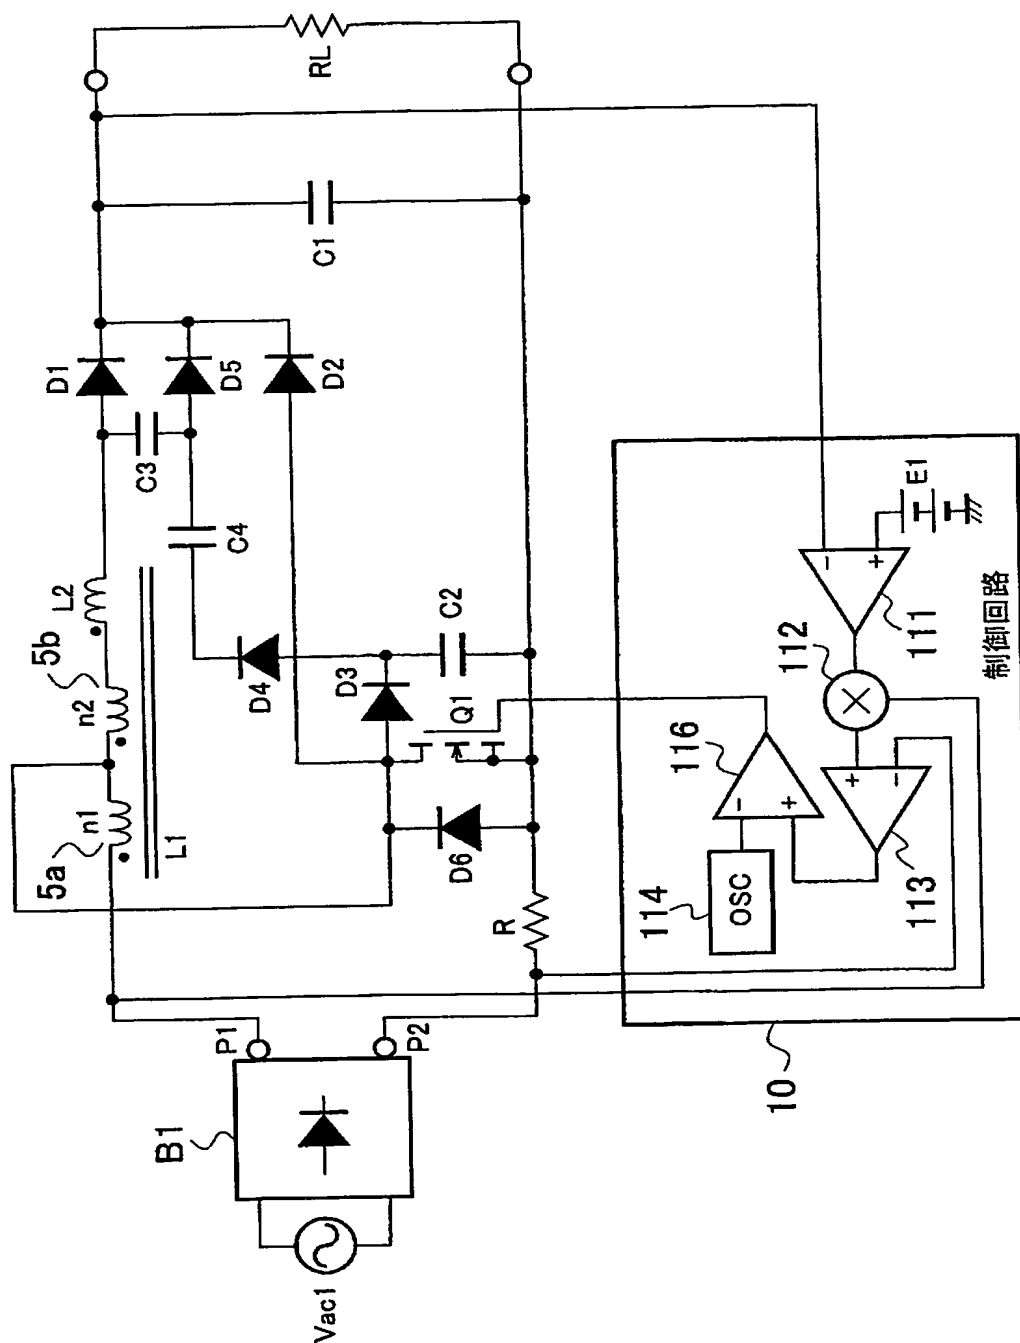 Vac1
B1
P1
P2
5a
n1
L1
5b
n2
L2
R
D6
Q1
D3
D4
C2
C4
C3
D1
D5
D2
C1
RL
10
114
OSC
116
-
+
113
+
-
112
111
-
+
E1
制御回路